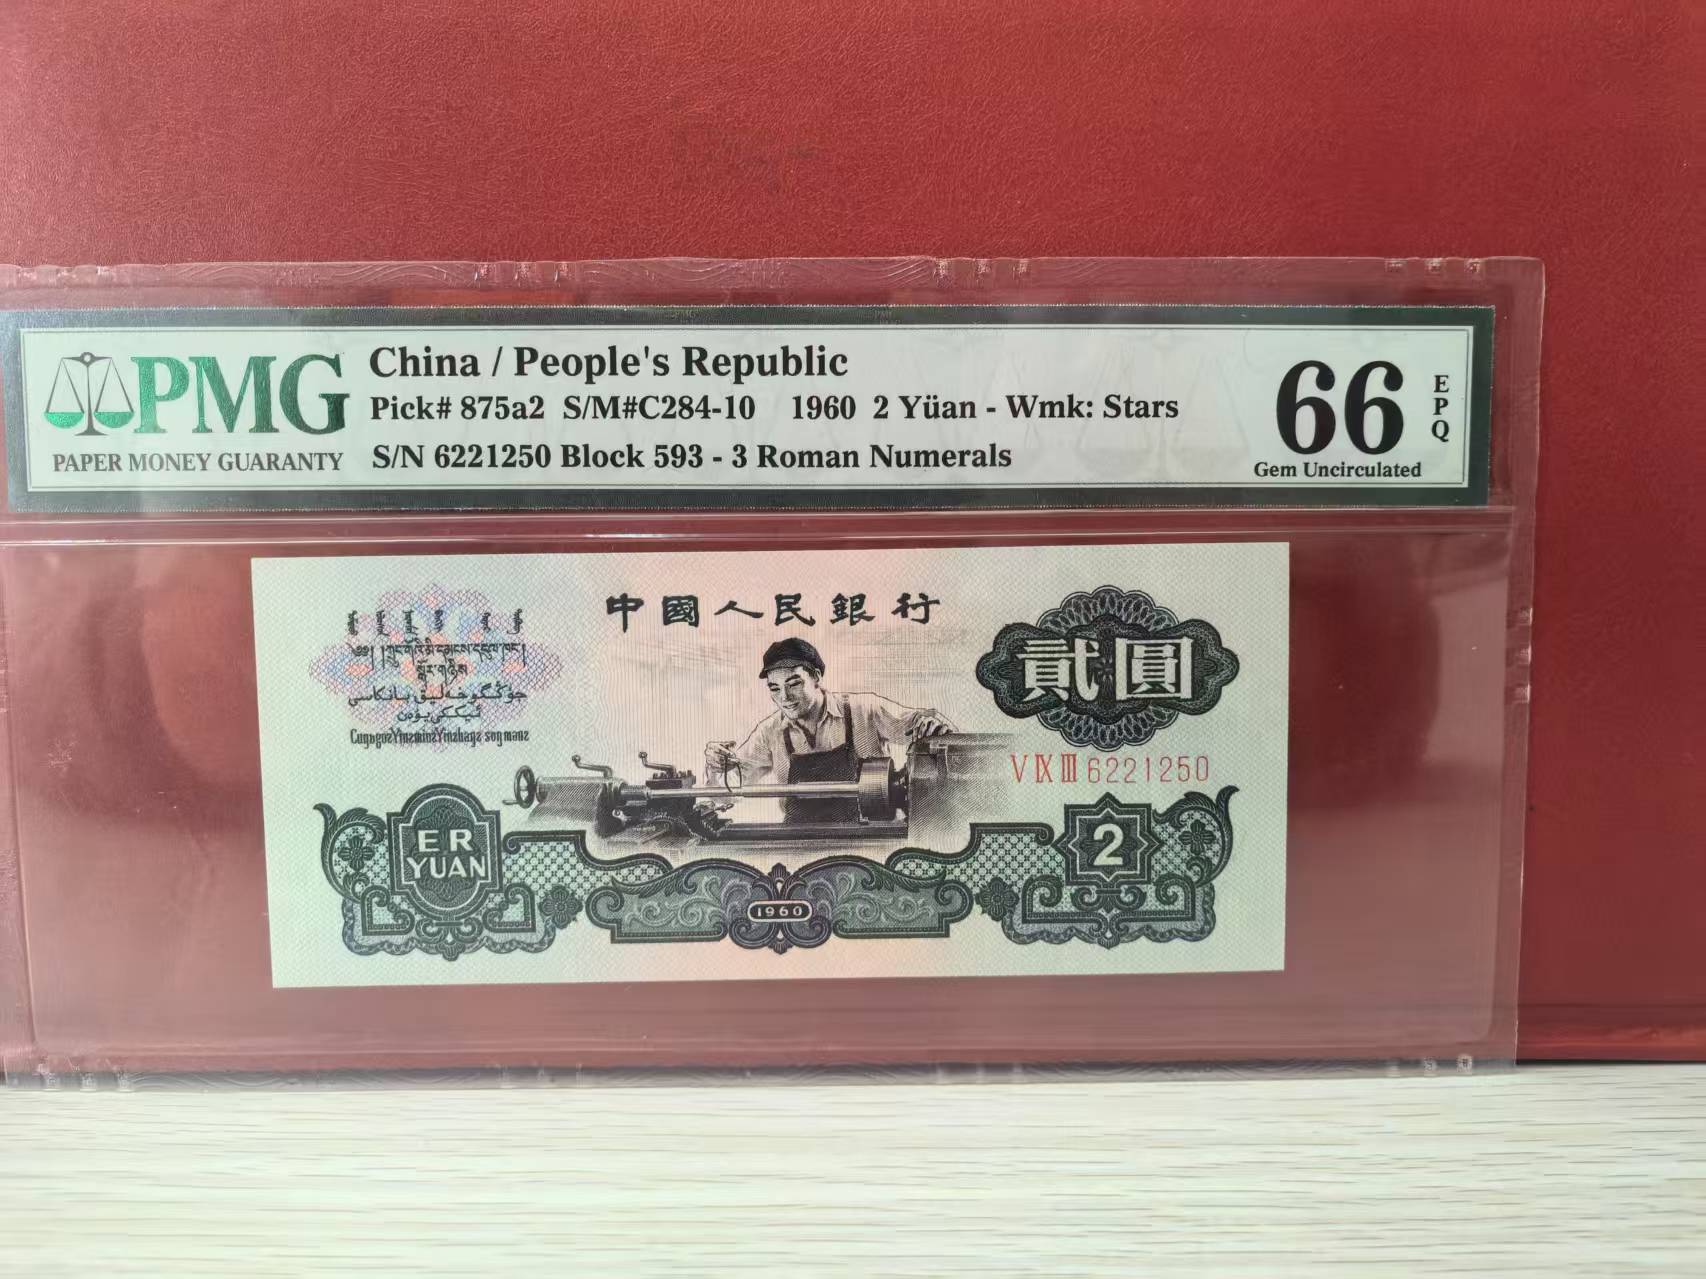 PMG
PAPER MONEY GUARANTY
China / People's Republic
Pick# 875a2 S/M#C284-10 1960 2 Yüan - Wmk: Stars
S/N 6221250 Block 593 - 3 Roman Numerals
66
EPQ
Gem Uncirculated
中國人民銀行
貳圓
V IX III 6221250
ER
YUAN
1960
2